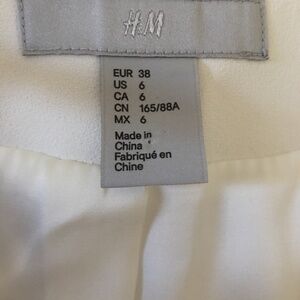 H&M
EUR 38
US 6
CA 6
CN 165/88A
MX 6
Made in
China
Fabriqué en
Chine